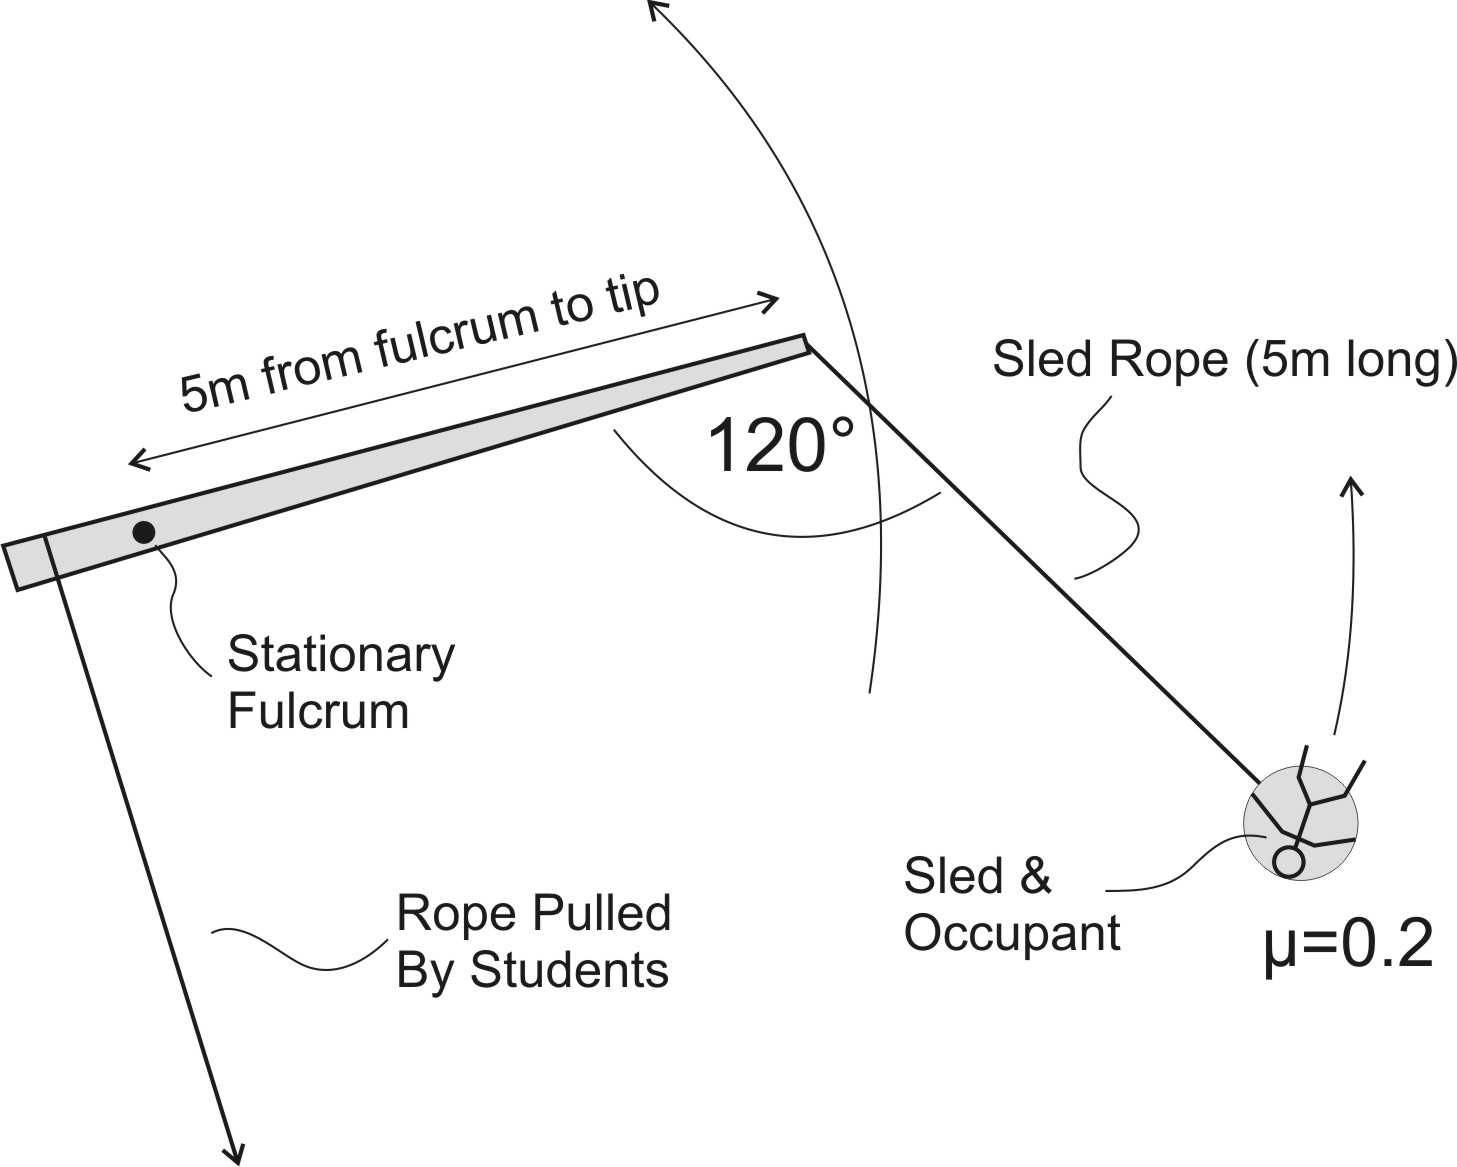 5m from fulcrum to tip
120°
Sled Rope (5m long)
Stationary
Fulcrum
Rope Pulled
By Students
Sled &
Occupant
µ=0.2